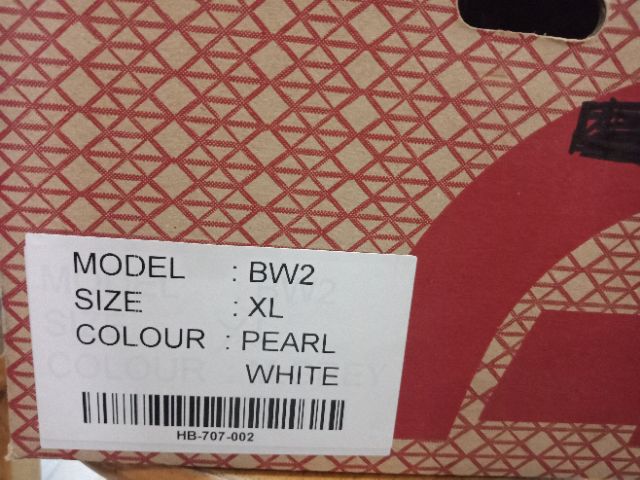 MODEL : BW2
SIZE : XL
COLOUR : PEARL
WHITE
HB-707-002